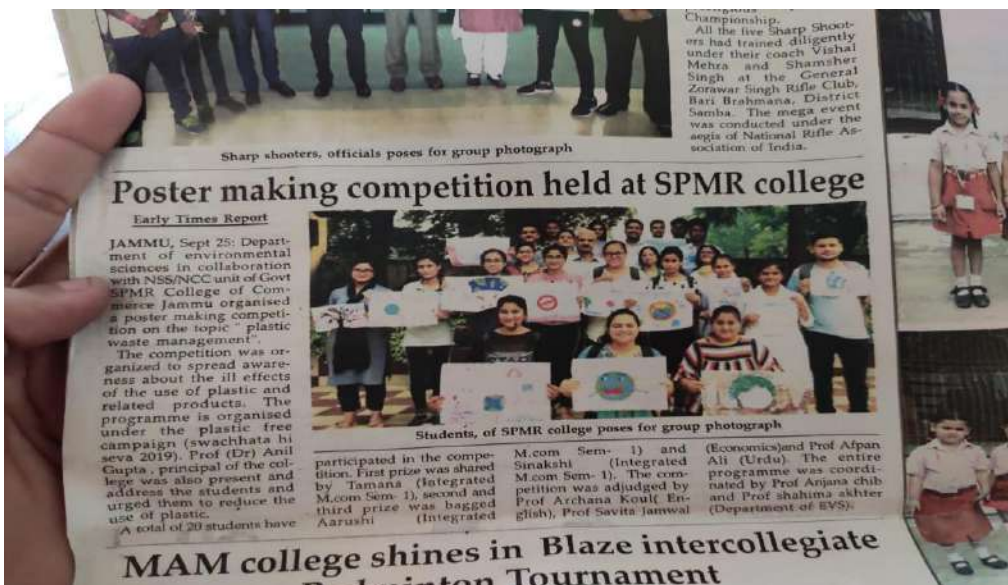 Championship.
All the five Sharp Shoot-
ers had trained diligently
under their coach Vishal
Mehra and Shamsher
Singh at the General
Zorawar Singh Rifle Club,
Bari Brahmana, District
Samba. The mega event
was conducted under the
aegis of National Rifle As-
sociation of India.
Sharp shooters, officials poses for group photograph
Poster making competition held at SPMR college
Early Times Report
JAMMU, Sept 25: Depart-
ment of environmental
sciences in collaboration
with NSS/NCC unit of Govt
SPMR College of Com-
merce Jammu organised
a poster making competi-
tion on the topic " plastic
waste management".
The competition was or-
ganized to spread aware-
ness about the ill effects
of the use of plastic and
related products. The
programme is organised
under the plastic free
campaign (swachhata hi
seva 2019). Prof (Dr) Anil
Gupta , principal of the col-
lege was also present and
address the students and
urged them to reduce the
use of plastic.
A total of 20 students have
Students, of SPMR college poses for group photograph
participated in the compe-
tition. First prize was shared
by Tamana (Integrated
M.com Sem- 1), second and
third prize was bagged
Aarushi (Integrated
M.com Sem- 1) and
Sinakshi (Integrated
M.com Sem- 1). The com-
petition was adjudged by
Prof Archana Koul( En-
glish), Prof Savita Jamwal
(Economics)and Prof Afpan
Ali (Urdu). The entire
programme was coordi-
nated by Prof Anjana chib
and Prof shahima akhter
(Department of EVS).
MAM college shines in Blaze intercollegiate
Badminton Tournament